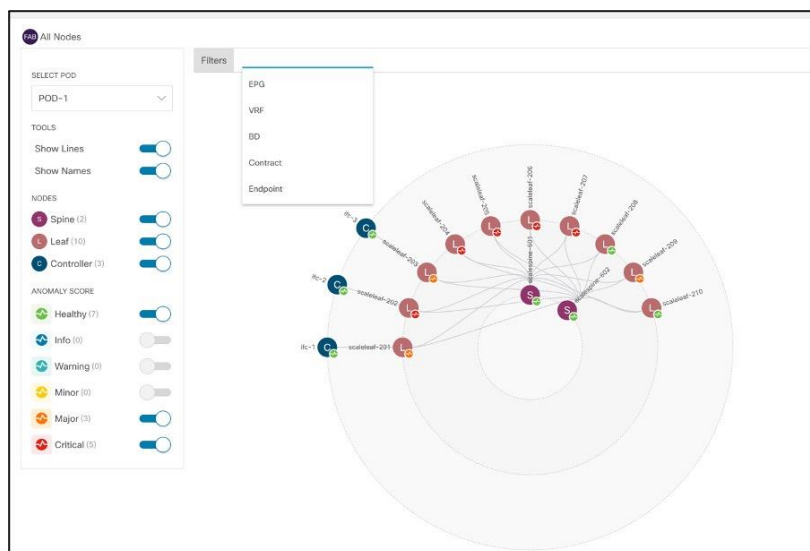 FAB All Nodes
SELECT POD
POD-1
TOOLS
Show Lines
Show Names
NODES
S Spine (2)
L Leaf (10)
C Controller (3)
ANOMALY SCORE
Healthy (7)
Info (0)
Warning (0)
Minor (0)
Major (3)
Critical (5)
Filters
EPG
VRF
BD
Contract
Endpoint
ifc-1
C
ifc-2
C
ifc-3
C
scaleleaf-201
L
scaleleaf-202
L
scaleleaf-203
L
scaleleaf-204
L
scaleleaf-205
L
scaleleaf-206
L
scaleleaf-207
L
scaleleaf-208
L
scaleleaf-209
L
scaleleaf-210
L
scalespine-601
S
scalespine-602
S